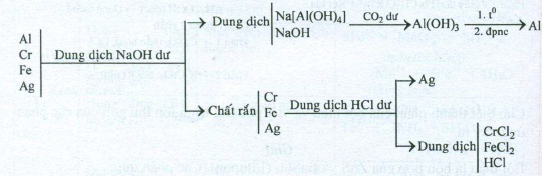 Dung dịch Na[Al(OH)₄] NaOH CO₂ dư Al(OH)₃ 1. t⁰ 2. đpnc Al
Al Cr Fe Ag Dung dịch NaOH dư
Chất rắn Cr Fe Ag Dung dịch HCl dư Ag
Dung dịch CrCl₂ FeCl₂ HCl